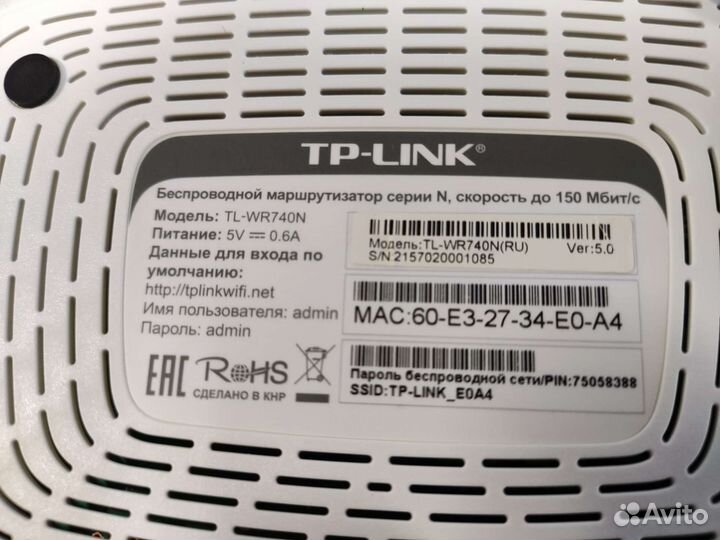 TP-LINK®
Беспроводной маршрутизатор серии N, скорость до 150 Мбит/с
Модель: TL-WR740N
Питание: 5V 0.6A
Данные для входа по
умолчанию:
http://tplinkwifi.net
Имя пользователя: admin
Пароль: admin
EAC RoHS
СДЕЛАНО В КНР
Модель:TL-WR740N(RU) Ver:5.0
S/N 2157020001085
MAC:60-E3-27-34-E0-A4
Пароль беспроводной сети/PIN:75058388
SSID:TP-LINK_E0A4
Avito